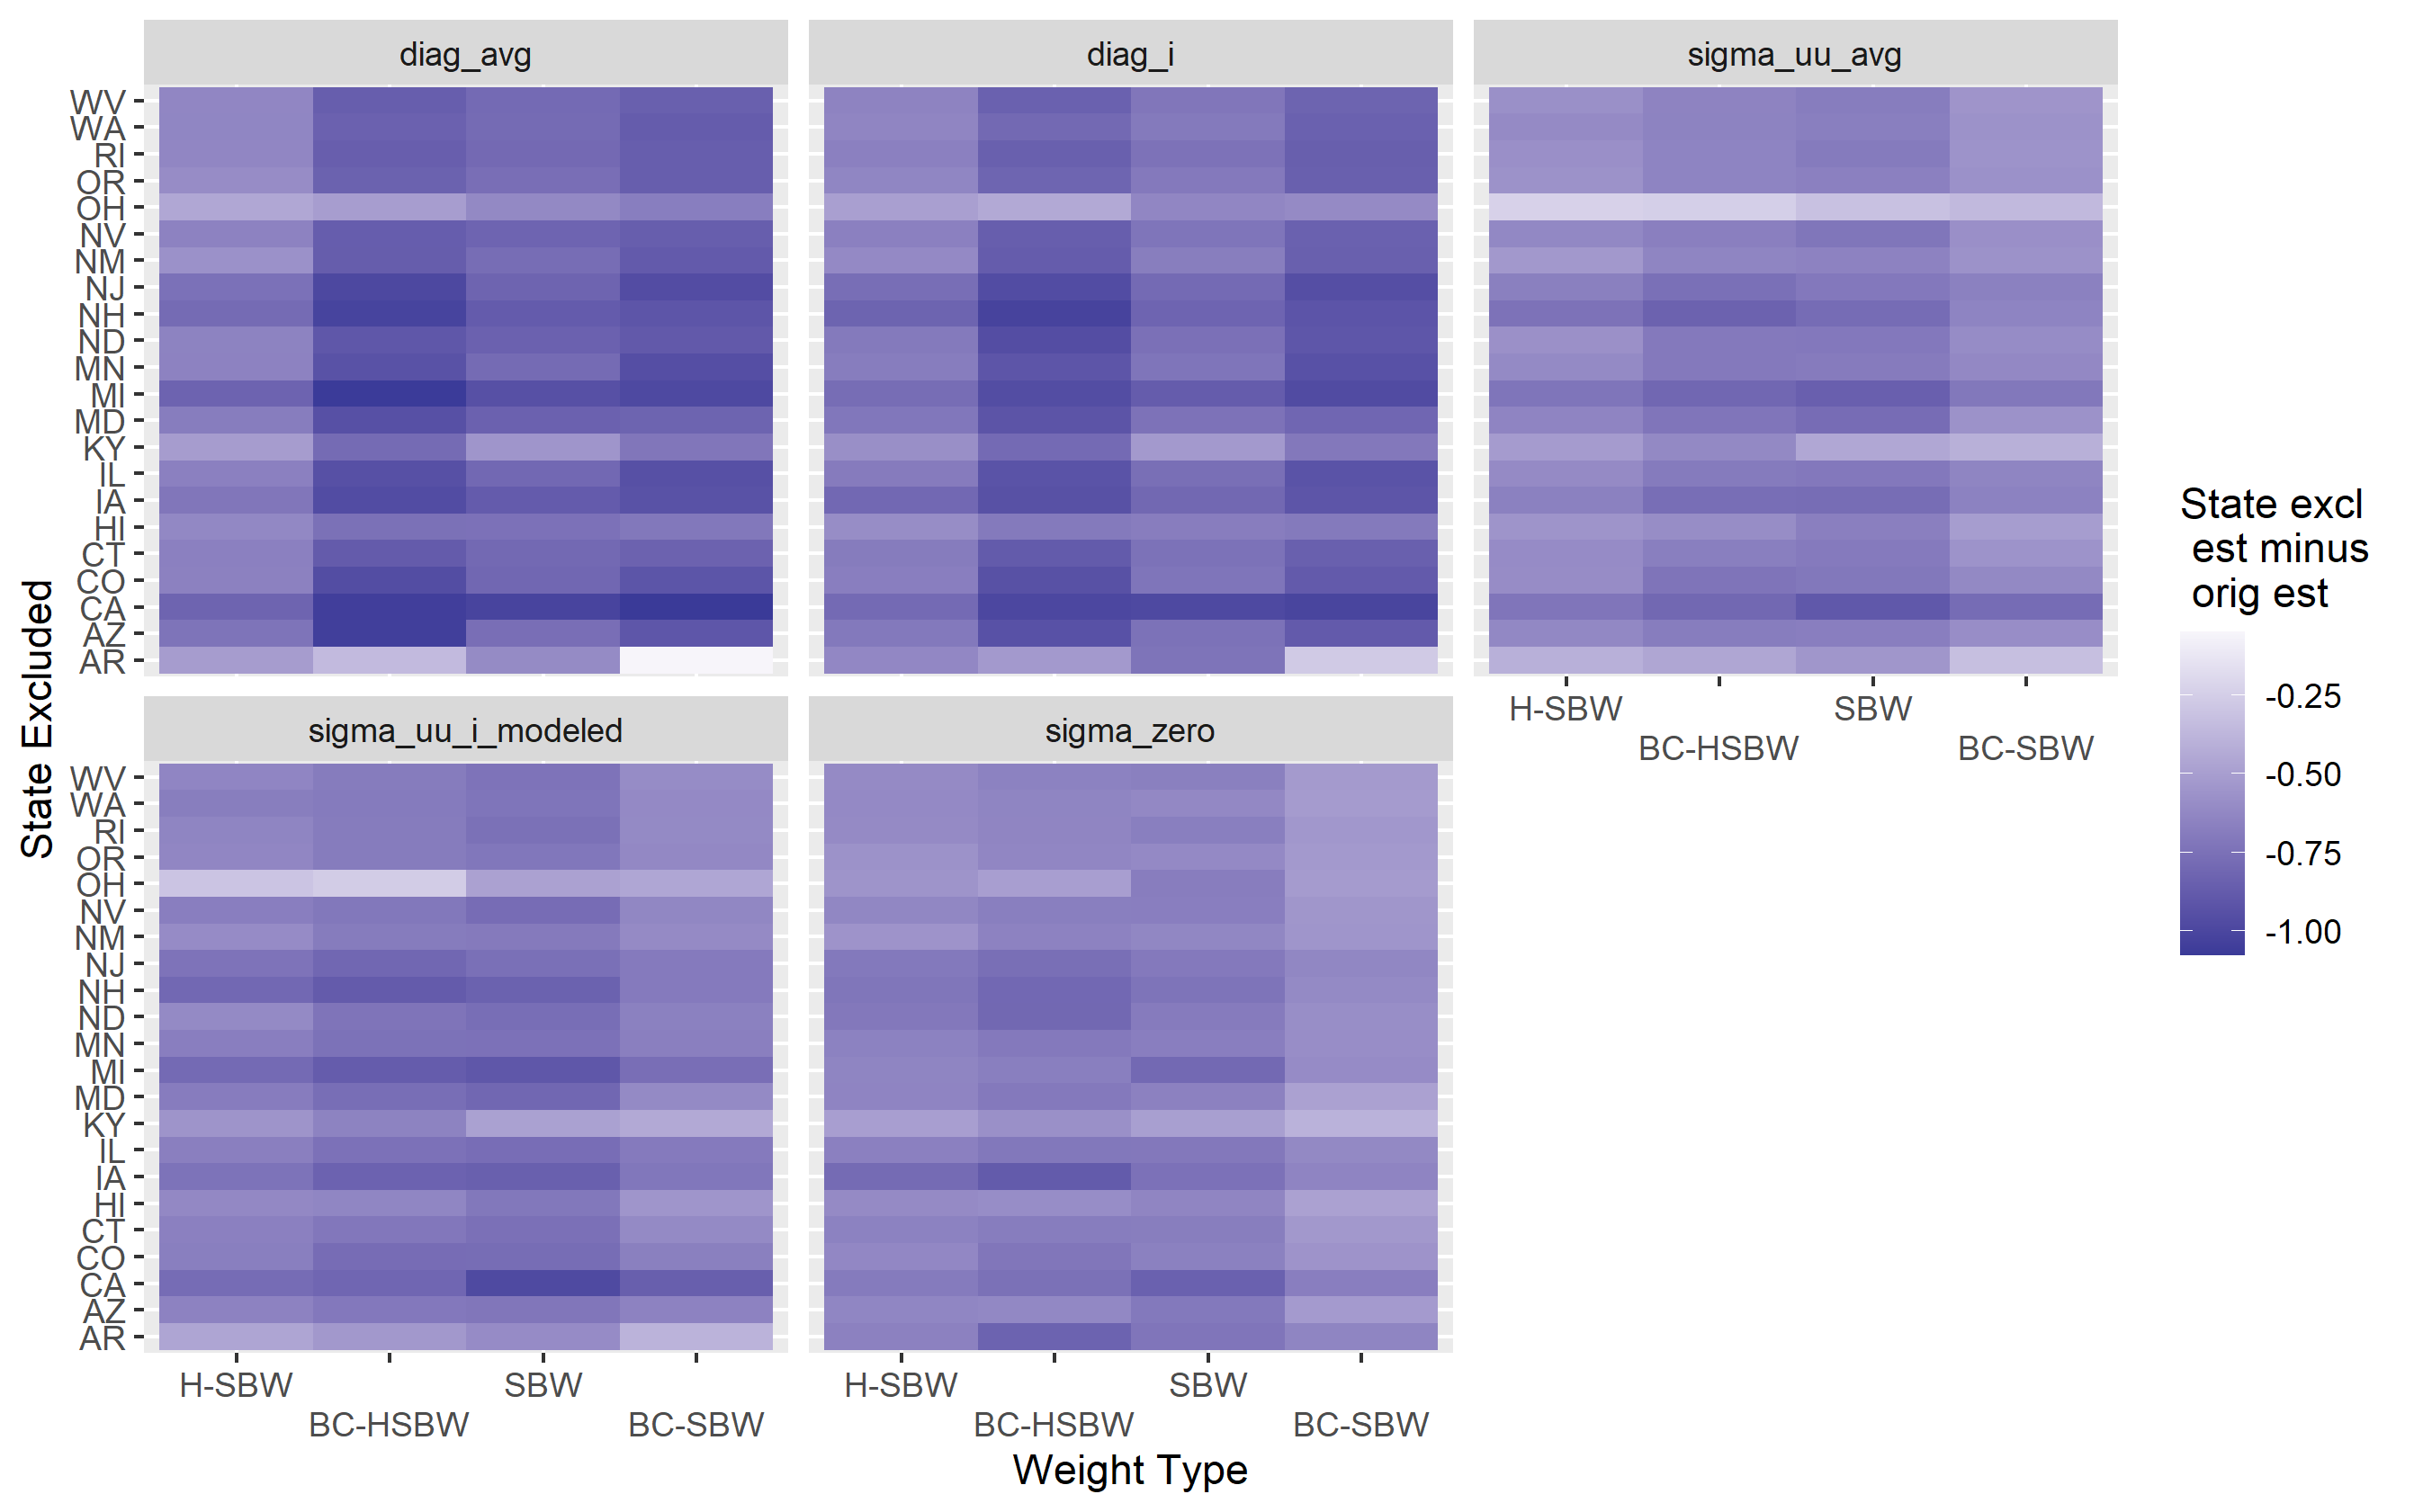 diag_avg
diag_i
sigma_uu_avg
WV
WA
RI
OR
OH
NV
NM
NJ
NH
ND
MN
MI
MD
KY
IL
IA
HI
CT
CO
CA
AZ
AR
H-SBW
SBW
BC-HSBW
BC-SBW
State Excluded
sigma_uu_i_modeled
sigma_zero
WV
WA
RI
OR
OH
NV
NM
NJ
NH
ND
MN
MI
MD
KY
IL
IA
HI
CT
CO
CA
AZ
AR
H-SBW
SBW
H-SBW
SBW
BC-HSBW
BC-SBW
BC-HSBW
BC-SBW
Weight Type
State excl
est minus
orig est
-0.25
-0.50
-0.75
-1.00